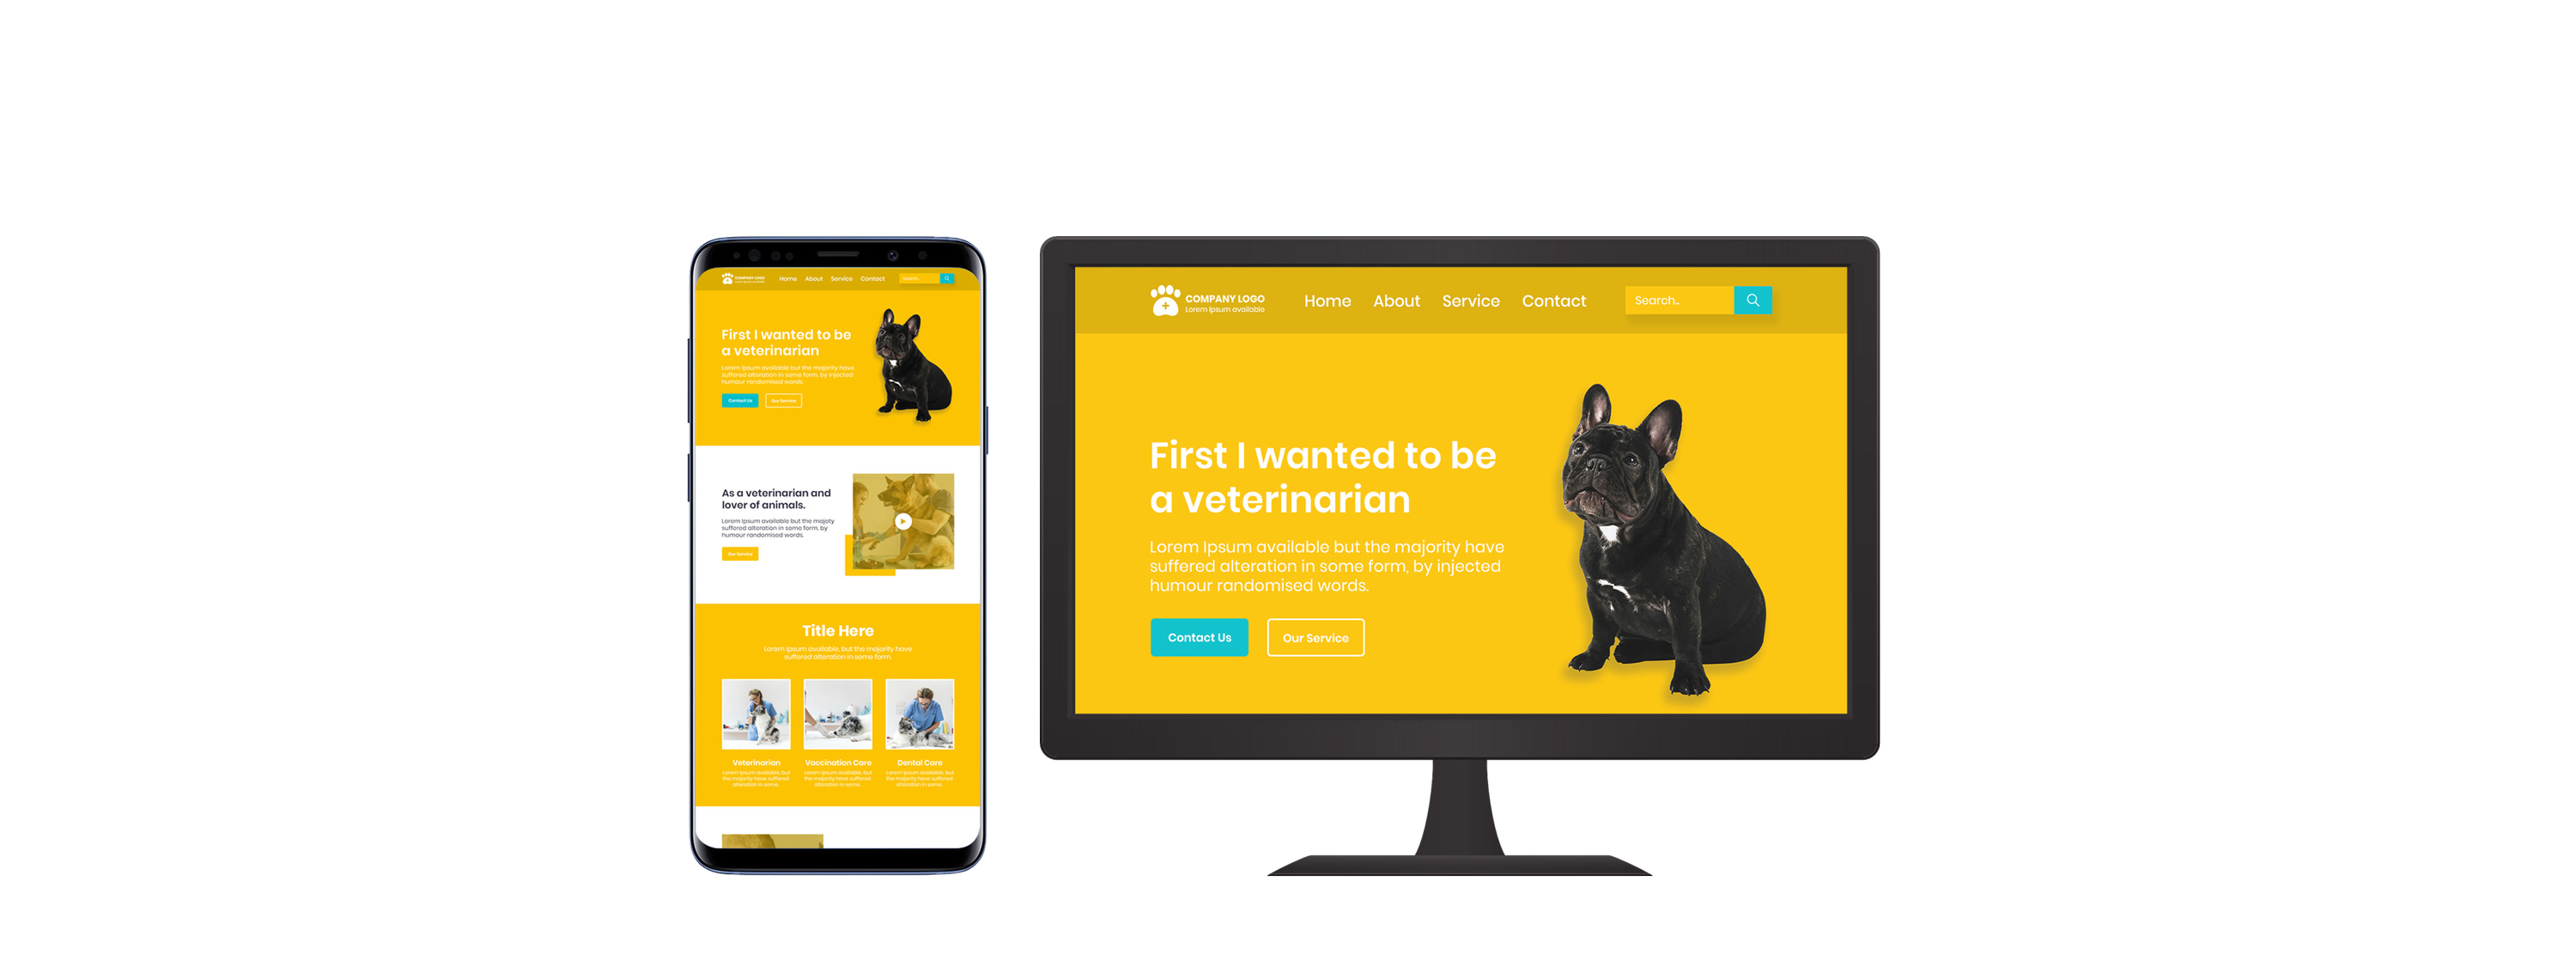 COMPANY LOGO
Lorem Ipsum available
Home About Service Contact
Search..
First I wanted to be
a veterinarian
Lorem Ipsum available but the majority have
suffered alteration in some form, by injected
humour randomised words.
Contact Us Our Service
As a veterinarian and
lover of animals.
Lorem Ipsum available but the majoty
suffered alteration in some form, by
humour randomised words.
Our Service
Title Here
Lorem Ipsum available, but the majority have
suffered alteration in some form.
Veterinarian Vaccination Care Dental Care
Lorem Ipsum available, but Lorem Ipsum available, but Lorem Ipsum available, but
the majority have suffered the majority have suffered the majority have suffered
alteration in some. alteration in some. alteration in some.
COMPANY LOGO
Lorem Ipsum available
Home About Service Contact
Search..
First I wanted to be
a veterinarian
Lorem Ipsum available but the majority have
suffered alteration in some form, by injected
humour randomised words.
Contact Us Our Service